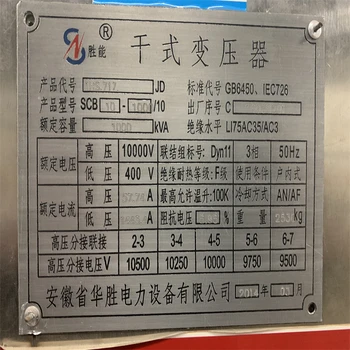 胜能 ® 干式变压器
产品代号 JD 标准代号 GB6450、IEC726
产品型号 SCB 10 - 1000/10 出厂序号 C
额定容量 1000 kVA 绝缘水平 LI75AC35/AC3
额定电压 高压 10000V 联结组标号: Dyn11 3相 50Hz
低压 400 V 绝缘耐热等级: F级 使用条件 户内式
额定电流 高压 A 最高允许温升: 100K 冷却方式 AN/AF
低压 A 阻抗电压 % 重量 kg
高压分接联接 2-3 3-4 4-5 5-6 6-7
高压分接电压V 10500 10250 10000 9750 9500
安徽省华胜电力设备有限公司 2014年 月